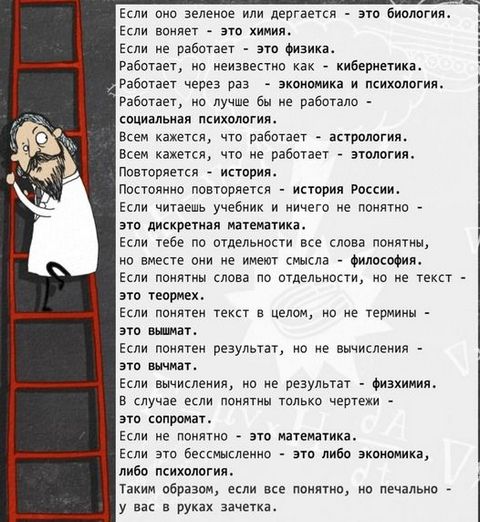 Если оно зеленое или дергается - это биология.
Если воняет - это химия.
Если не работает - это физика.
Работает, но неизвестно как - кибернетика.
Работает через раз - экономика и психология.
Работает, но лучше бы не работало -
социальная психология.
Всем кажется, что работает - астрология.
Всем кажется, что не работает - этология.
Повторяется - история.
Постоянно повторяется - история России.
Если читаешь учебник и ничего не понятно -
это дискретная математика.
Если тебе по отдельности все слова понятны,
но вместе они не имеют смысла - философия.
Если понятны слова по отдельности, но не текст -
это теормех.
Если понятен текст в целом, но не термины -
это вышмат.
Если понятен результат, но не вычисления -
это вычмат.
Если вычисления, но не результат - физхимия.
В случае если понятны только чертежи -
это сопромат.
Если не понятно - это математика.
Если это бессмысленно - это либо экономика,
либо психология.
Таким образом, если все понятно, но печально -
у вас в руках зачетка.